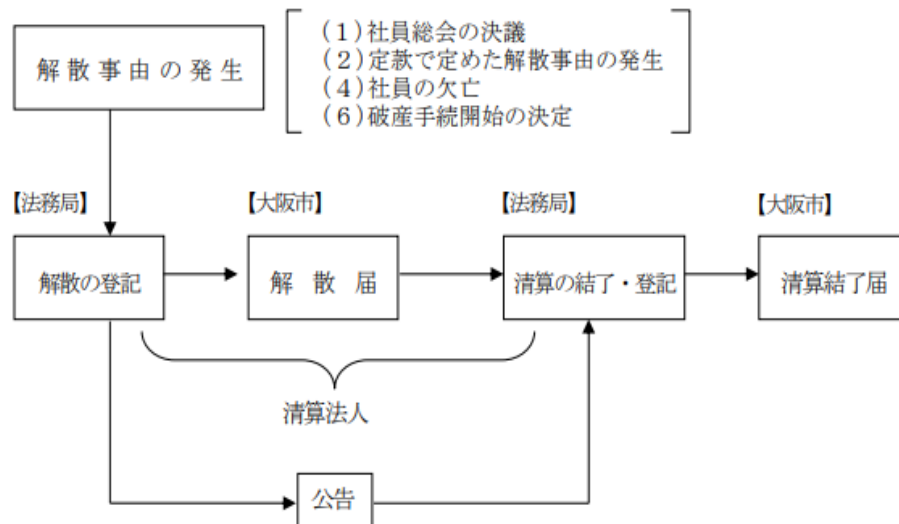 解散事由の発生
(1)社員総会の決議
(2)定款で定めた解散事由の発生
(4)社員の欠亡
(6)破産手続開始の決定
【法務局】
【大阪市】
【法務局】
【大阪市】
解散の登記
解散届
清算の結了・登記
清算結了届
清算法人
公告